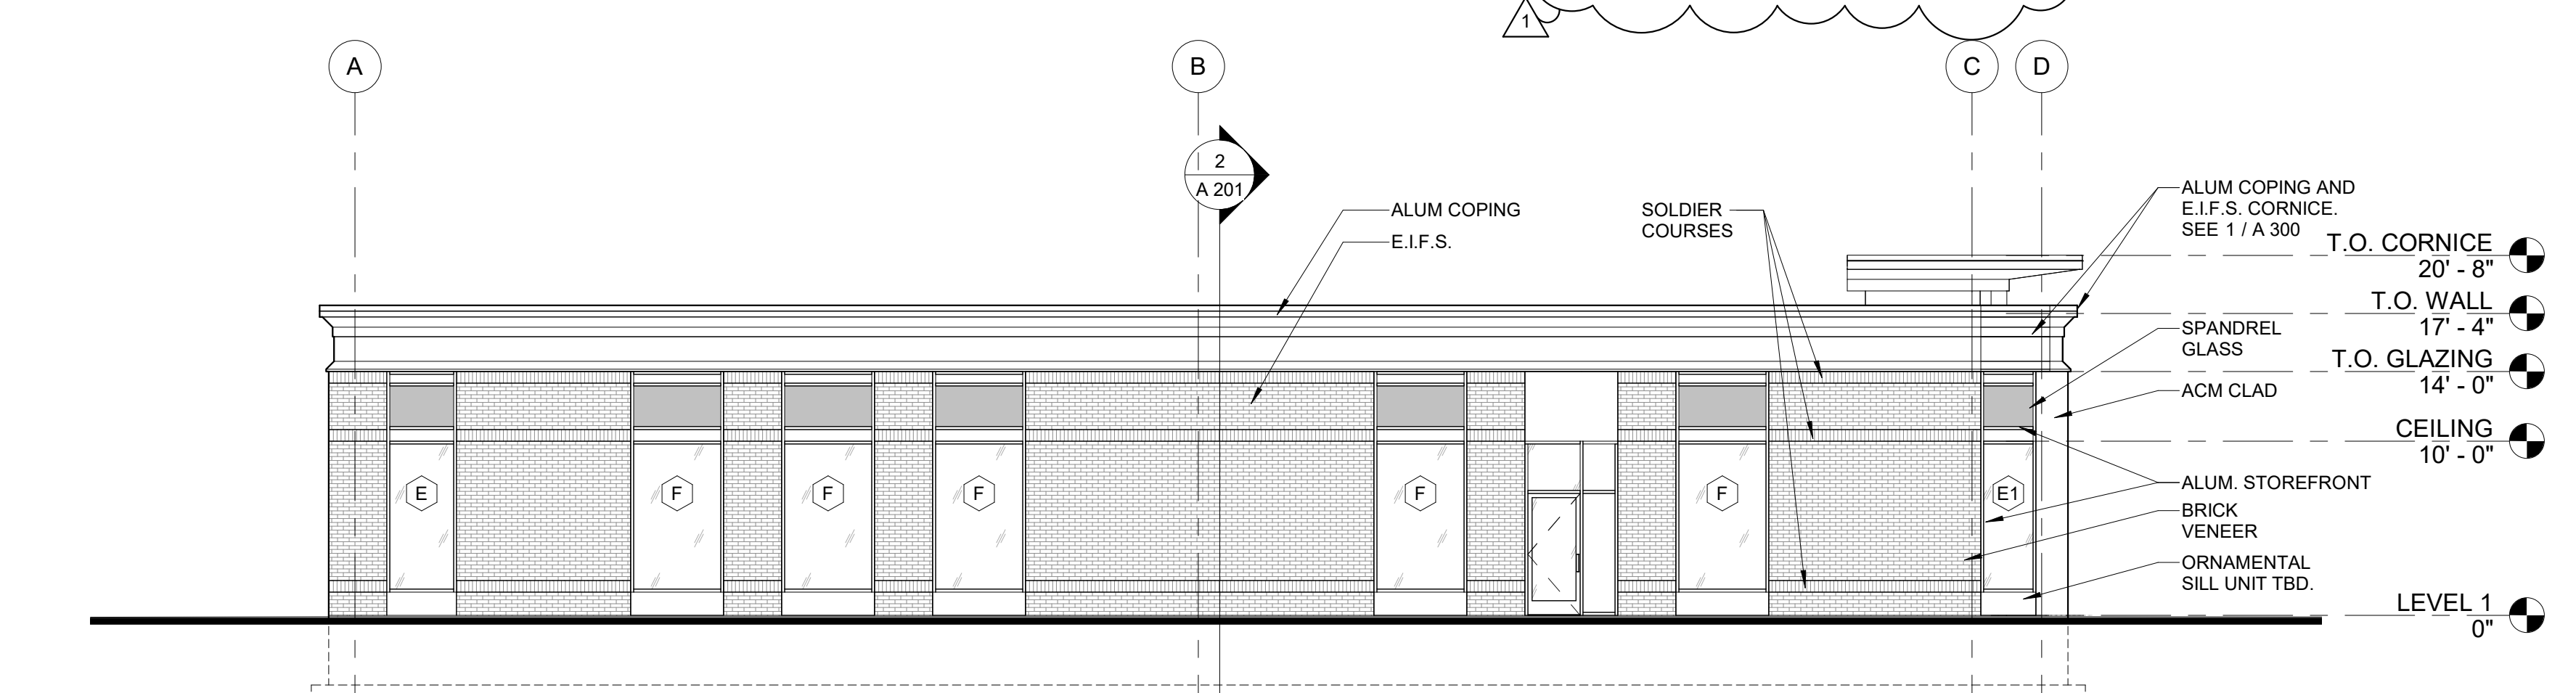 1
A
B
C
D
2
A 201
ALUM COPING
E.I.F.S.
SOLDIER
COURSES
ALUM COPING AND
E.I.F.S. CORNICE.
SEE 1 / A 300
T.O. CORNICE
20' - 8"
T.O. WALL
17' - 4"
SPANDREL
GLASS
T.O. GLAZING
14' - 0"
ACM CLAD
CEILING
10' - 0"
E
F
F
F
F
F
E1
ALUM. STOREFRONT
BRICK
VENEER
ORNAMENTAL
SILL UNIT TBD.
LEVEL 1
0"